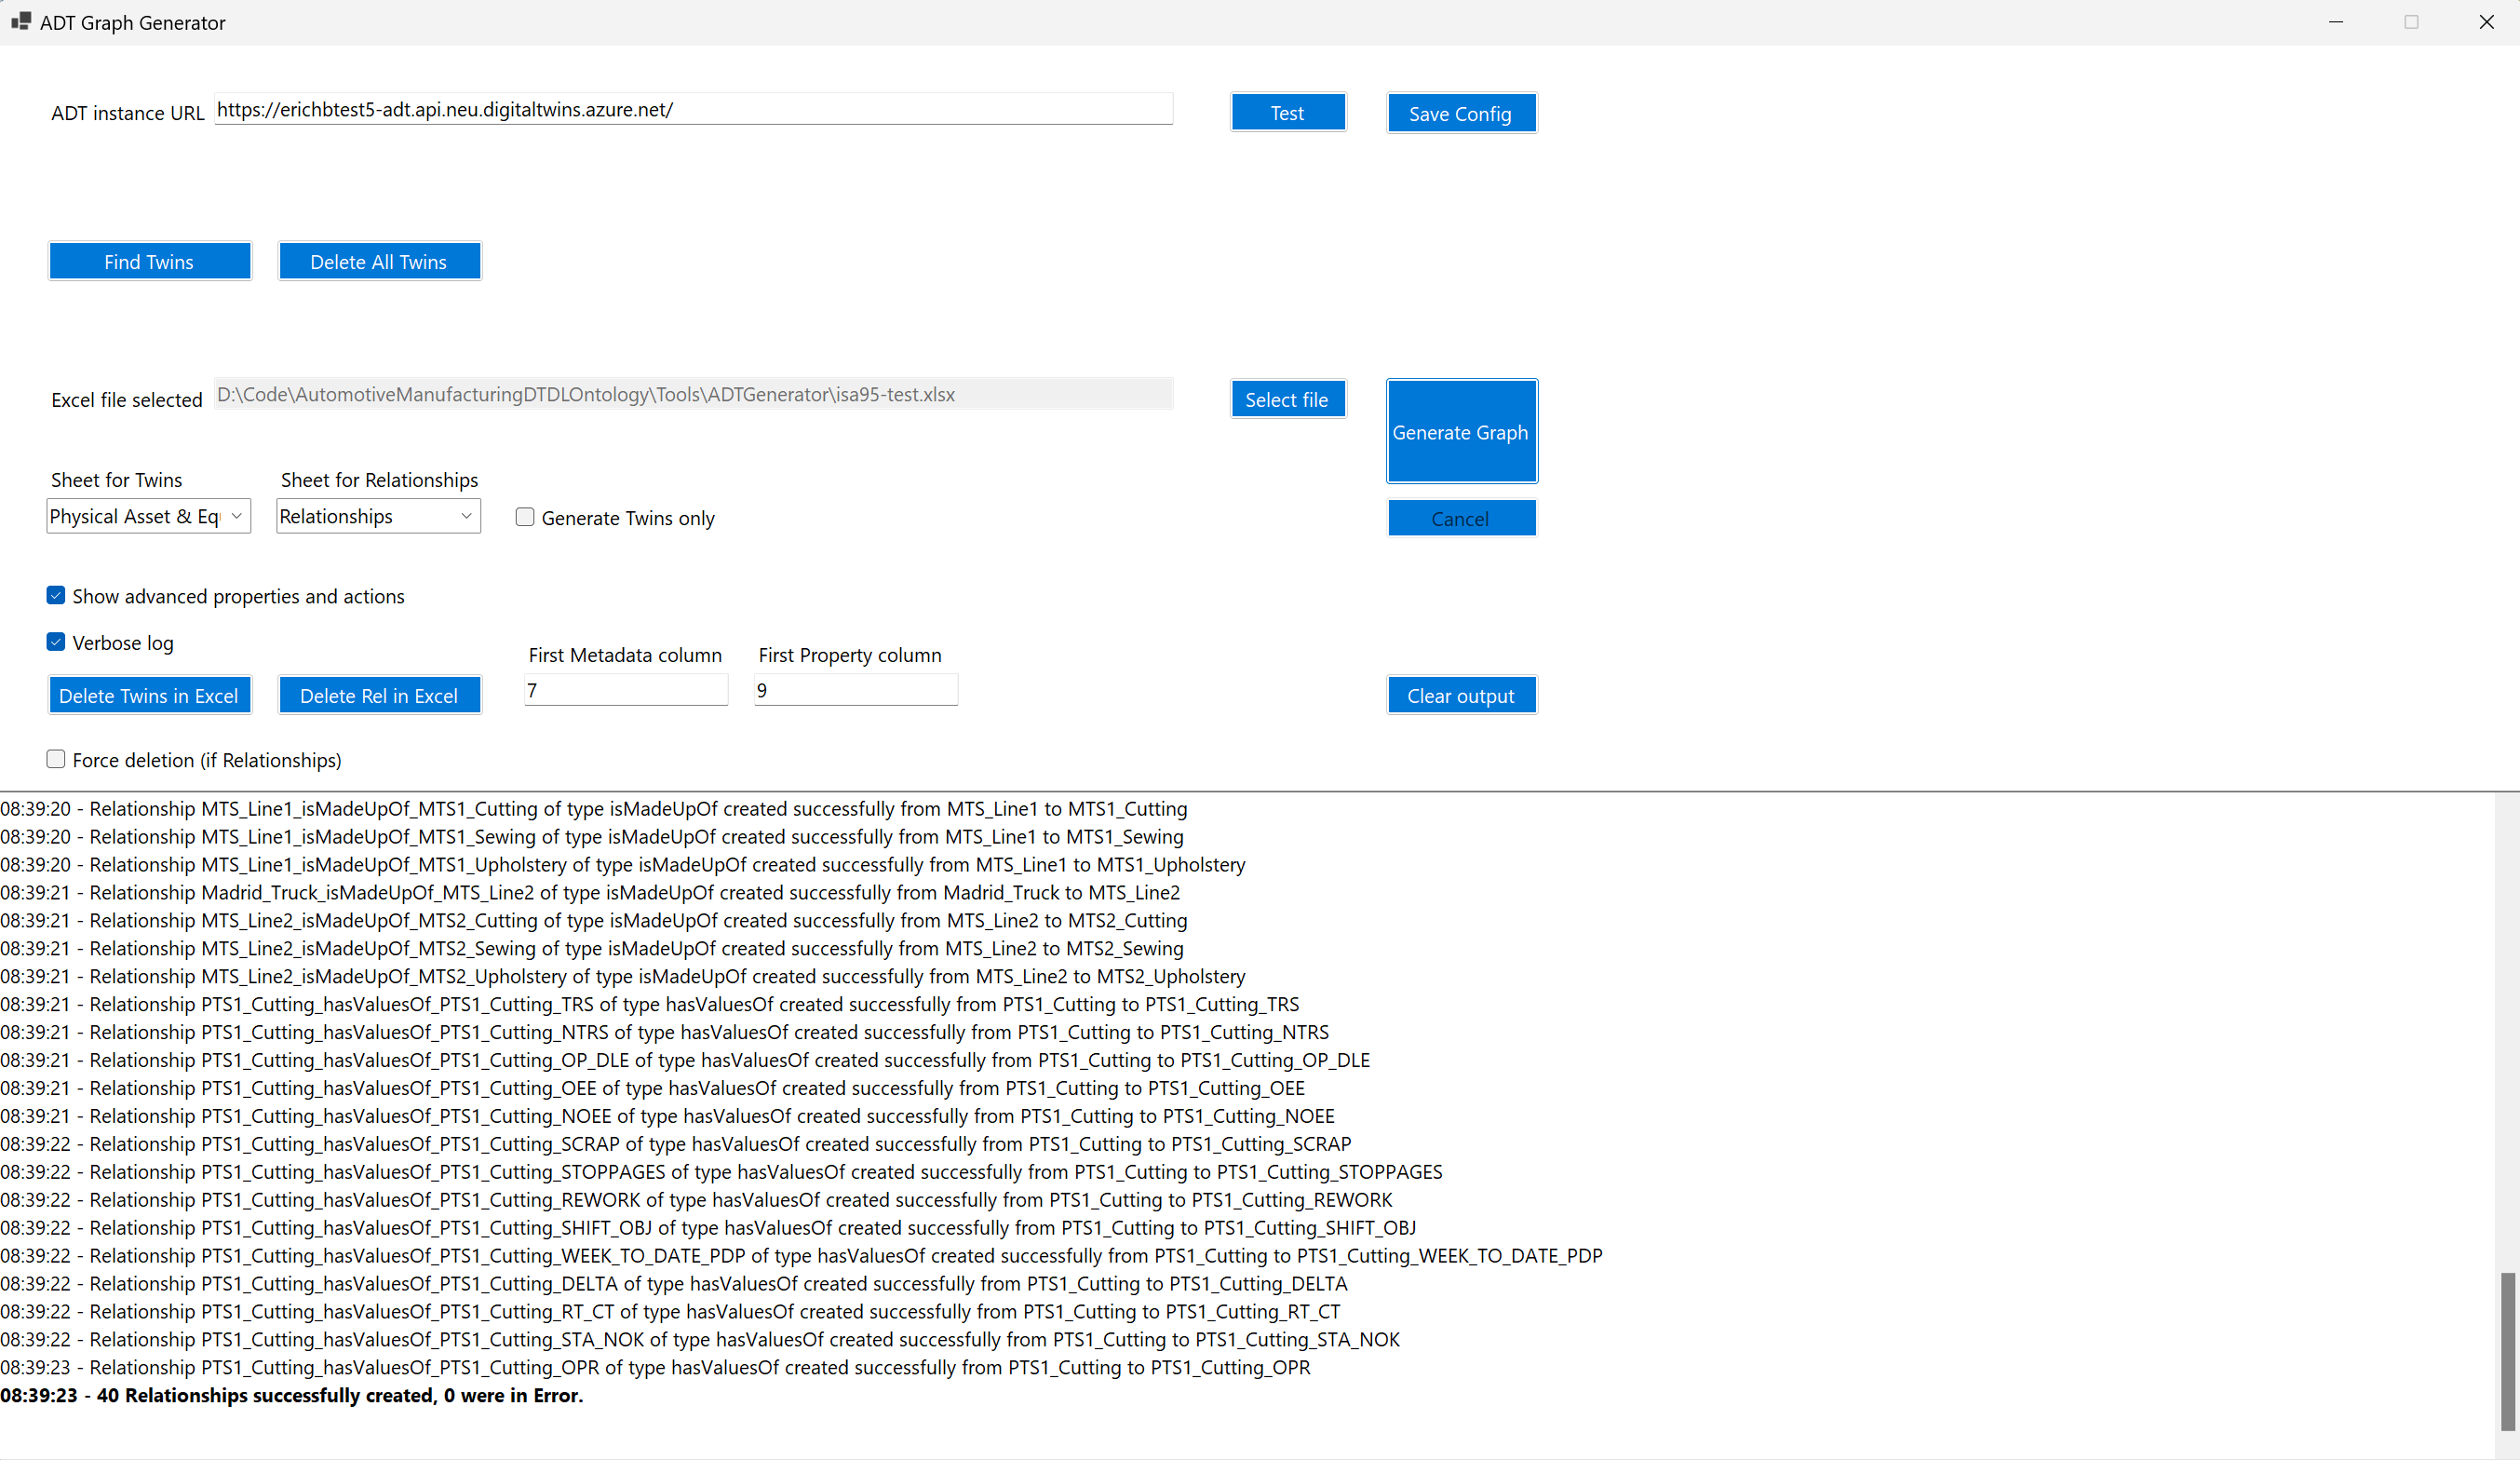 ADT Graph Generator
ADT instance URL https://erichbtest5-adt.api.neu.digitaltwins.azure.net/ Test Save Config
Find Twins Delete All Twins
Excel file selected D:\Code\AutomotiveManufacturingDTDLOntology\Tools\ADTGenerator\isa95-test.xlsx Select file
Generate Graph
Sheet for Twins Sheet for Relationships
Physical Asset & Eq Relationships Generate Twins only Cancel
Show advanced properties and actions
Verbose log
First Metadata column First Property column
Delete Twins in Excel Delete Rel in Excel 7 9 Clear output
Force deletion (if Relationships)
08:39:20 - Relationship MTS_Line1_isMadeUpOf_MTS1_Cutting of type isMadeUpOf created successfully from MTS_Line1 to MTS1_Cutting
08:39:20 - Relationship MTS_Line1_isMadeUpOf_MTS1_Sewing of type isMadeUpOf created successfully from MTS_Line1 to MTS1_Sewing
08:39:20 - Relationship MTS_Line1_isMadeUpOf_MTS1_Upholstery of type isMadeUpOf created successfully from MTS_Line1 to MTS1_Upholstery
08:39:21 - Relationship Madrid_Truck_isMadeUpOf_MTS_Line2 of type isMadeUpOf created successfully from Madrid_Truck to MTS_Line2
08:39:21 - Relationship MTS_Line2_isMadeUpOf_MTS2_Cutting of type isMadeUpOf created successfully from MTS_Line2 to MTS2_Cutting
08:39:21 - Relationship MTS_Line2_isMadeUpOf_MTS2_Sewing of type isMadeUpOf created successfully from MTS_Line2 to MTS2_Sewing
08:39:21 - Relationship MTS_Line2_isMadeUpOf_MTS2_Upholstery of type isMadeUpOf created successfully from MTS_Line2 to MTS2_Upholstery
08:39:21 - Relationship PTS1_Cutting_hasValuesOf_PTS1_Cutting_TRS of type hasValuesOf created successfully from PTS1_Cutting to PTS1_Cutting_TRS
08:39:21 - Relationship PTS1_Cutting_hasValuesOf_PTS1_Cutting_NTRS of type hasValuesOf created successfully from PTS1_Cutting to PTS1_Cutting_NTRS
08:39:21 - Relationship PTS1_Cutting_hasValuesOf_PTS1_Cutting_OP_DLE of type hasValuesOf created successfully from PTS1_Cutting to PTS1_Cutting_OP_DLE
08:39:21 - Relationship PTS1_Cutting_hasValuesOf_PTS1_Cutting_OEE of type hasValuesOf created successfully from PTS1_Cutting to PTS1_Cutting_OEE
08:39:21 - Relationship PTS1_Cutting_hasValuesOf_PTS1_Cutting_NOEE of type hasValuesOf created successfully from PTS1_Cutting to PTS1_Cutting_NOEE
08:39:22 - Relationship PTS1_Cutting_hasValuesOf_PTS1_Cutting_SCRAP of type hasValuesOf created successfully from PTS1_Cutting to PTS1_Cutting_SCRAP
08:39:22 - Relationship PTS1_Cutting_hasValuesOf_PTS1_Cutting_STOPPAGES of type hasValuesOf created successfully from PTS1_Cutting to PTS1_Cutting_STOPPAGES
08:39:22 - Relationship PTS1_Cutting_hasValuesOf_PTS1_Cutting_REWORK of type hasValuesOf created successfully from PTS1_Cutting to PTS1_Cutting_REWORK
08:39:22 - Relationship PTS1_Cutting_hasValuesOf_PTS1_Cutting_SHIFT_OBJ of type hasValuesOf created successfully from PTS1_Cutting to PTS1_Cutting_SHIFT_OBJ
08:39:22 - Relationship PTS1_Cutting_hasValuesOf_PTS1_Cutting_WEEK_TO_DATE_PDP of type hasValuesOf created successfully from PTS1_Cutting to PTS1_Cutting_WEEK_TO_DATE_PDP
08:39:22 - Relationship PTS1_Cutting_hasValuesOf_PTS1_Cutting_DELTA of type hasValuesOf created successfully from PTS1_Cutting to PTS1_Cutting_DELTA
08:39:22 - Relationship PTS1_Cutting_hasValuesOf_PTS1_Cutting_RT_CT of type hasValuesOf created successfully from PTS1_Cutting to PTS1_Cutting_RT_CT
08:39:22 - Relationship PTS1_Cutting_hasValuesOf_PTS1_Cutting_STA_NOK of type hasValuesOf created successfully from PTS1_Cutting to PTS1_Cutting_STA_NOK
08:39:23 - Relationship PTS1_Cutting_hasValuesOf_PTS1_Cutting_OPR of type hasValuesOf created successfully from PTS1_Cutting to PTS1_Cutting_OPR
08:39:23 - 40 Relationships successfully created, 0 were in Error.